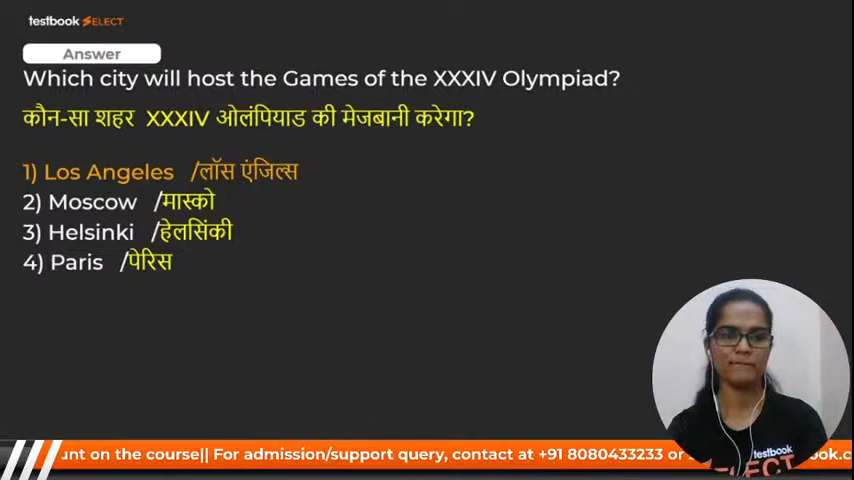 testbook SELECT
Answer
Which city will host the Games of the XXXIV Olympiad?
कौन-सा शहर XXXIV ओलंपियाड की मेजबानी करेगा?
1) Los Angeles /लॉस एंजिल्स
2) Moscow /मास्को
3) Helsinki /हेलसिंकी
4) Paris /पेरिस
testbook
SELECT
unt on the course|| For admission/support query, contact at +91 8080433233 or